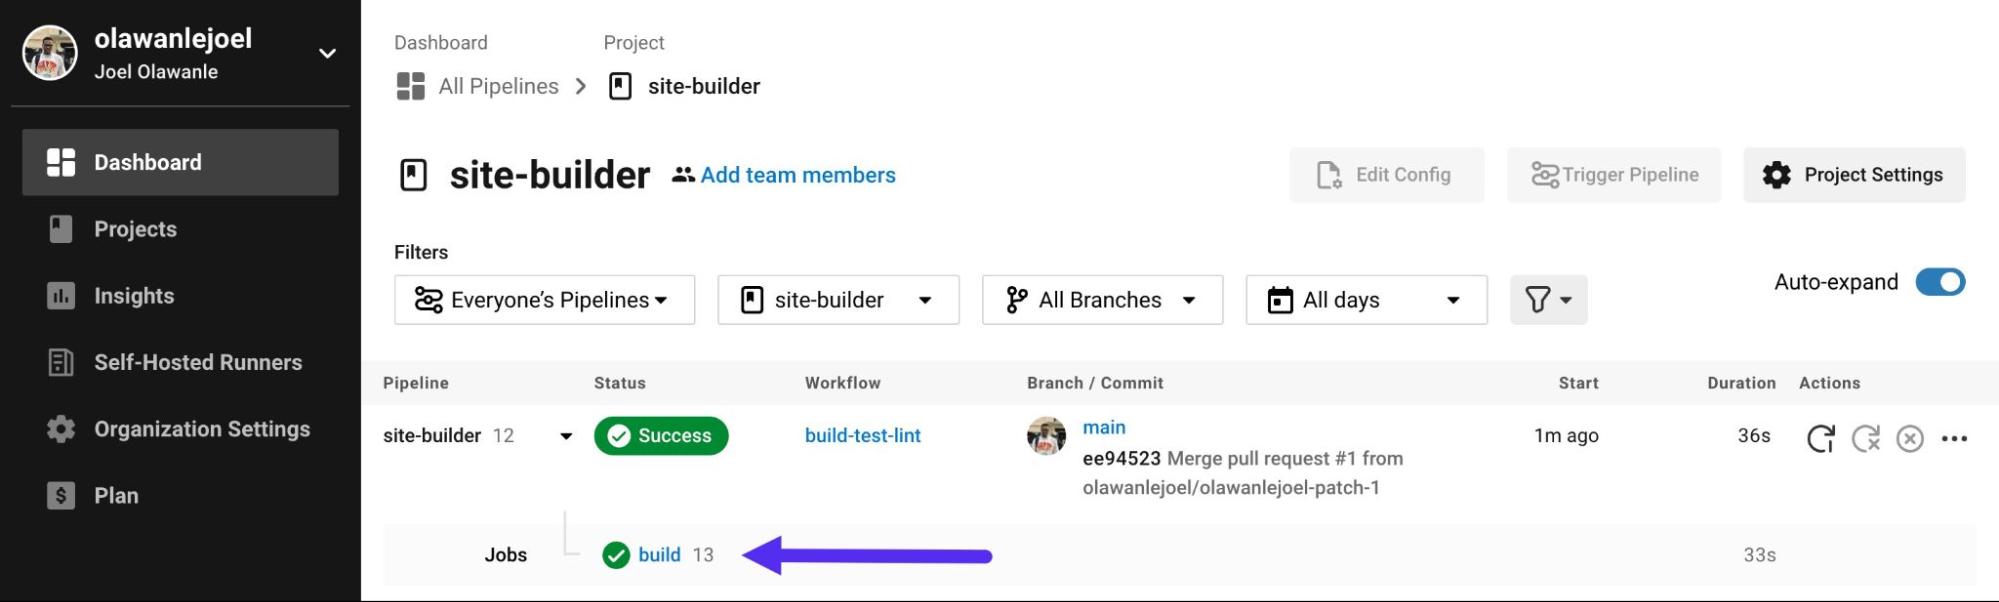 olawanlejoel
Joel Olawanle
Dashboard
Projects
Insights
Self-Hosted Runners
Organization Settings
Plan
Dashboard Project
All Pipelines site-builder
site-builder Add team members
Edit Config Trigger Pipeline Project Settings
Filters
Everyone’s Pipelines site-builder All Branches All days
Auto-expand
Pipeline Status Workflow Branch / Commit Start Duration Actions
site-builder 12 Success build-test-lint main 1m ago 36s
ee94523 Merge pull request #1 from
olawanlejoel/olawanlejoel-patch-1
Jobs build 13 33s